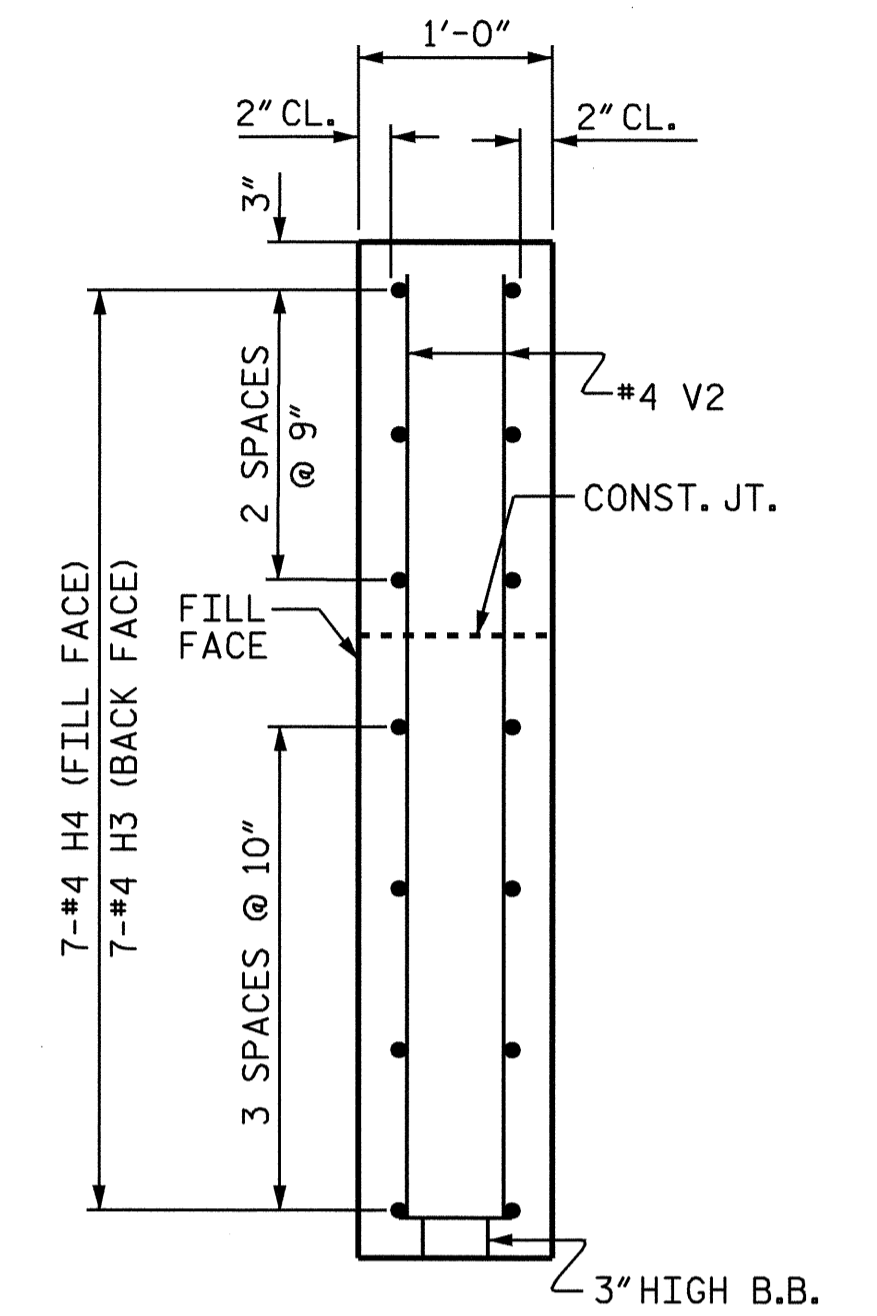 1'-0"
2" CL.
2" CL.
3"
2 SPACES
@ 9"
#4 V2
CONST. JT.
FILL
FACE
7-#4 H4 (FILL FACE)
7-#4 H3 (BACK FACE)
3 SPACES @ 10"
3" HIGH B.B.